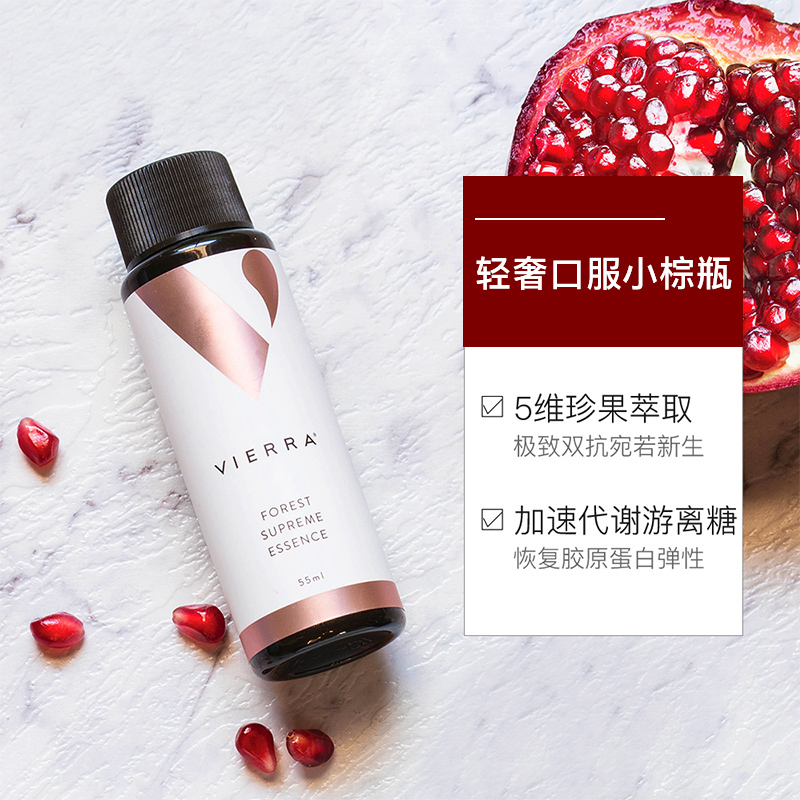 VIERRA®
FOREST
SUPREME
ESSENCE
55ml
轻奢口服小棕瓶
5维珍果萃取
极致双抗宛若新生
加速代谢游离糖
恢复胶原蛋白弹性